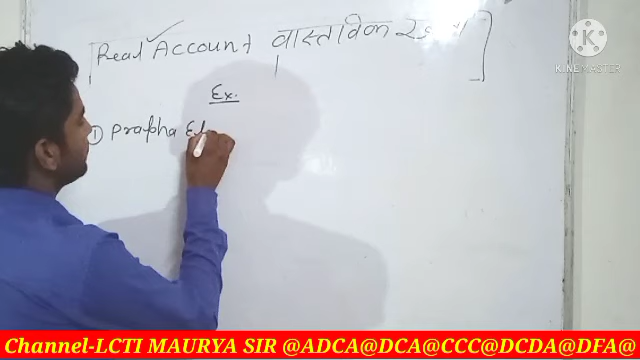 Real Account वास्तविक
Ex.
① Prabha
KINEMASTER
Channel-LCTI MAURYA SIR @ADCA@DCA@CCC@DCDA@DFA@